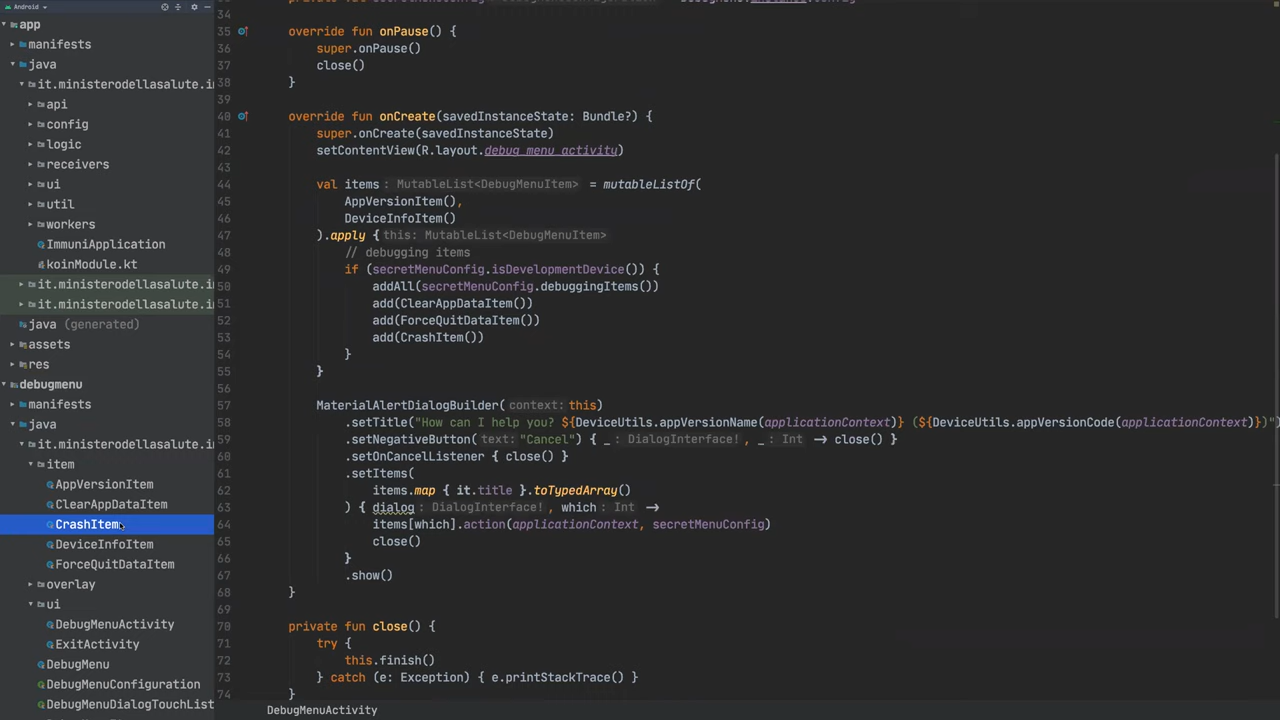 Android
app
manifests
java
it.ministerodellasalute.i
api
config
logic
receivers
ui
util
workers
ImmuniApplication
koinModule.kt
it.ministerodellasalute.i
it.ministerodellasalute.i
java (generated)
assets
res
debugmenu
manifests
java
it.ministerodellasalute.i
item
AppVersionItem
ClearAppDataItem
CrashItem
DeviceInfoItem
ForceQuitDataItem
overlay
ui
DebugMenuActivity
ExitActivity
DebugMenu
DebugMenuConfiguration
DebugMenuDialogTouchList
34
35 override fun onPause() {
36 super.onPause()
37 close()
38 }
39
40 override fun onCreate(savedInstanceState: Bundle?) {
41 super.onCreate(savedInstanceState)
42 setContentView(R.layout.debug_menu_activity)
43
44 val items : MutableList<DebugMenuItem> = mutableListOf(
45 AppVersionItem(),
46 DeviceInfoItem()
47 ).apply { this: MutableList<DebugMenuItem>
48 // debugging items
49 if (secretMenuConfig.isDevelopmentDevice()) {
50 addAll(secretMenuConfig.debuggingItems())
51 add(ClearAppDataItem())
52 add(ForceQuitDataItem())
53 add(CrashItem())
54 }
55 }
56
57 MaterialAlertDialogBuilder( context: this)
58 .setTitle("How can I help you? ${DeviceUtils.appVersionName(applicationContext)} (${DeviceUtils.appVersionCode(applicationContext)})")
59 .setNegativeButton( text: "Cancel") { _ : DialogInterface! , _ : Int -> close() }
60 .setOnCancelListener { close() }
61 .setItems(
62 items.map { it.title }.toTypedArray()
63 ) { dialog : DialogInterface! , which : Int ->
64 items[which].action(applicationContext, secretMenuConfig)
65 close()
66 }
67 .show()
68 }
69
70 private fun close() {
71 try {
72 this.finish()
73 } catch (e: Exception) { e.printStackTrace() }
74 }
DebugMenuActivity